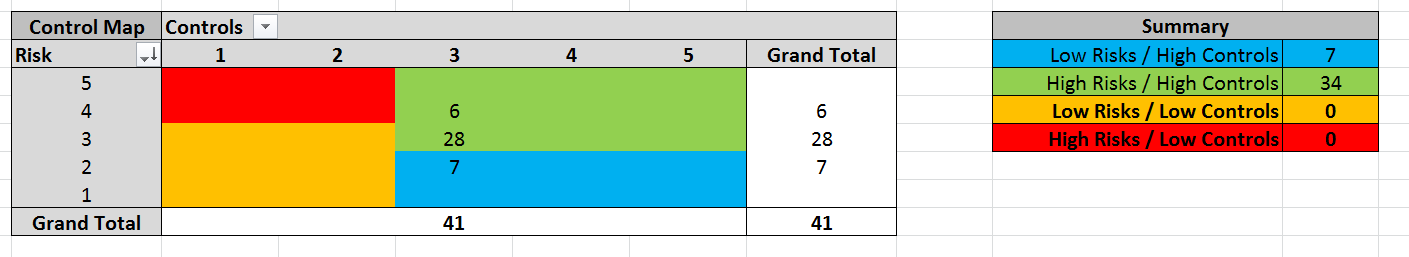 Control Map Controls
Risk 1 2 3 4 5 Grand Total
5
4 6 6
3 28 28
2 7 7
1
Grand Total 41 41
Summary
Low Risks / High Controls 7
High Risks / High Controls 34
Low Risks / Low Controls 0
High Risks / Low Controls 0